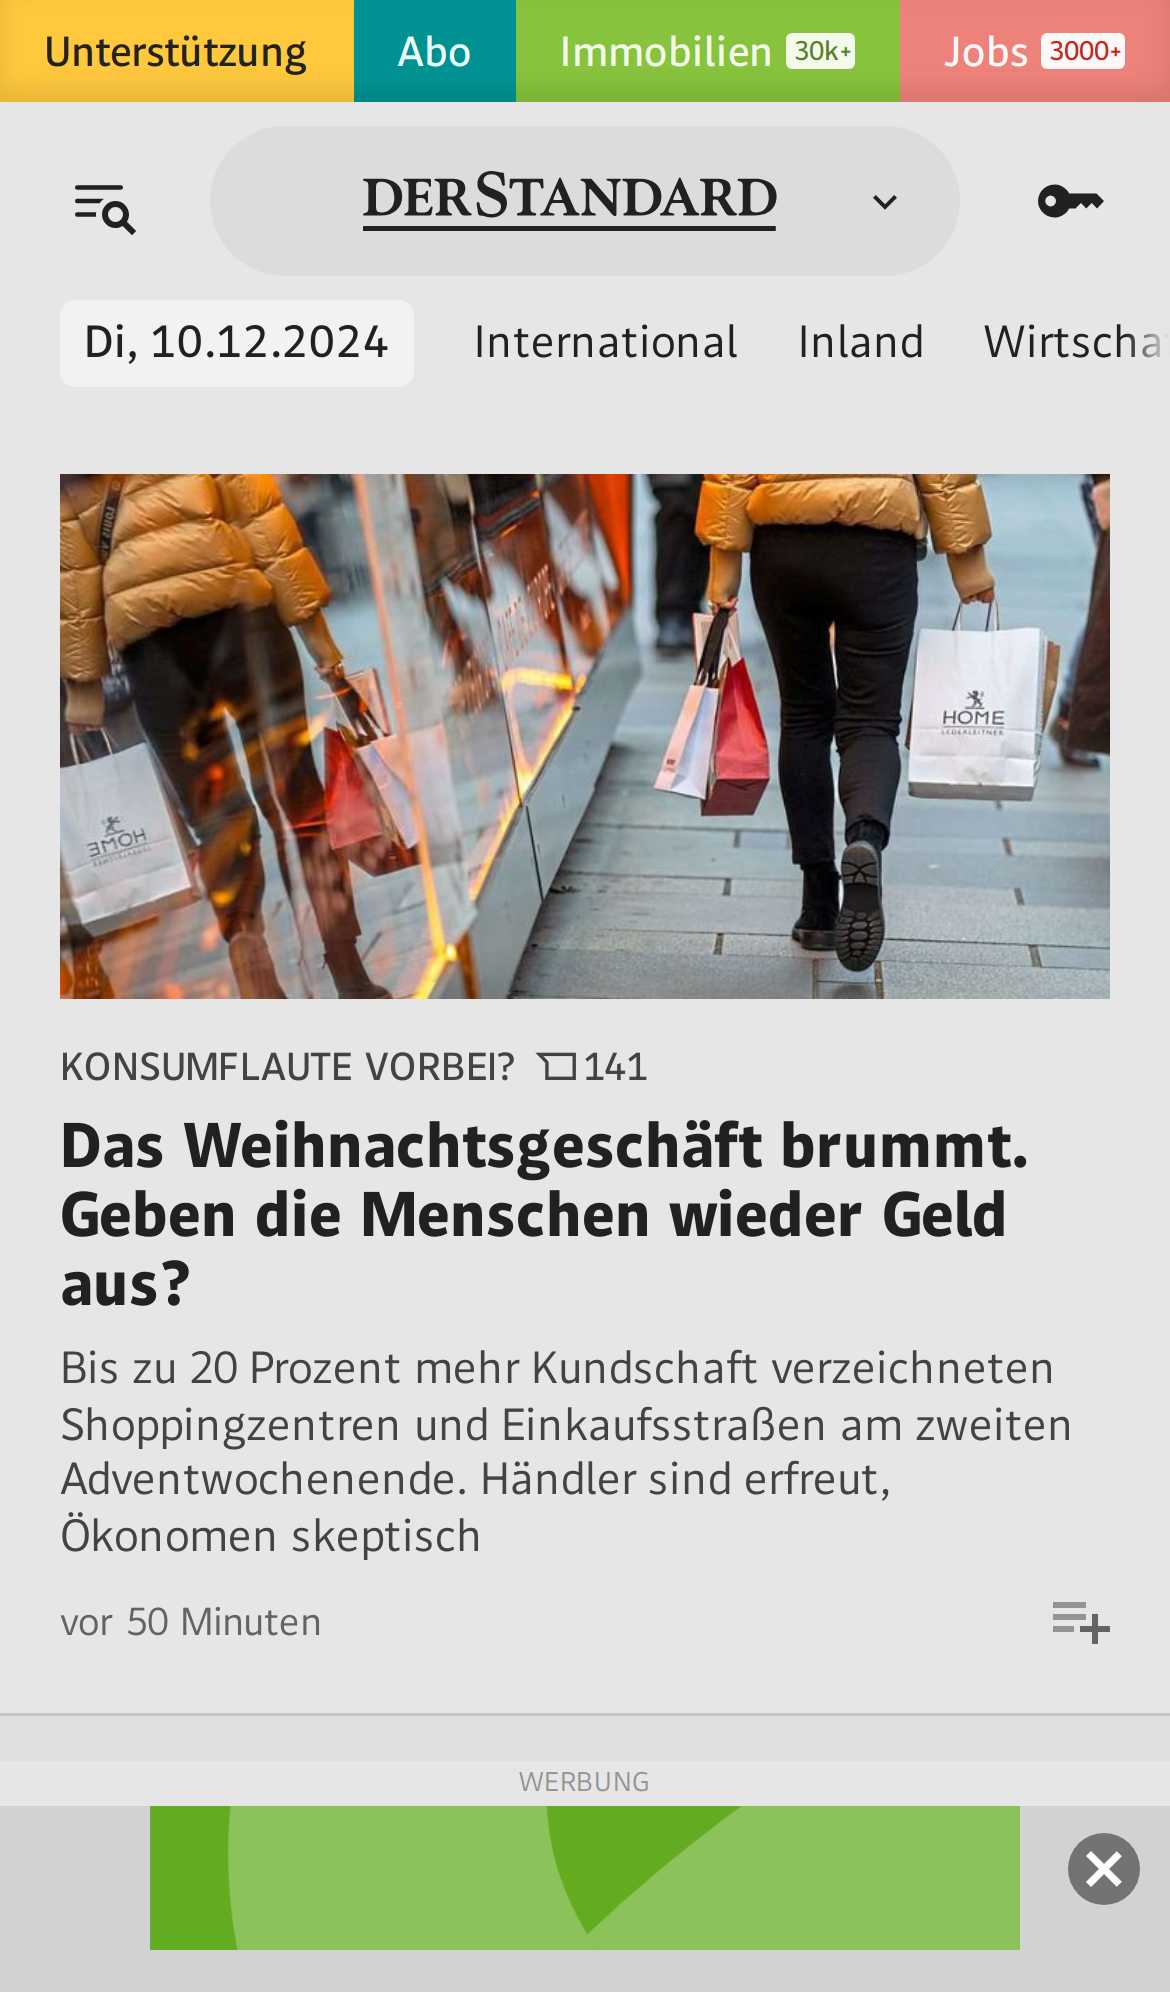 Unterstützung Abo Immobilien 30k+ Jobs 3000+
DERSTANDARD
Di, 10.12.2024 International Inland Wirtscha
HOME
LEDERLEITNER
HOME
KONSUMFLAUTE VORBEI? 141
Das Weihnachtsgeschäft brummt.
Geben die Menschen wieder Geld
aus?
Bis zu 20 Prozent mehr Kundschaft verzeichneten
Shoppingzentren und Einkaufsstraßen am zweiten
Adventwochenende. Händler sind erfreut,
Ökonomen skeptisch
vor 50 Minuten
WERBUNG